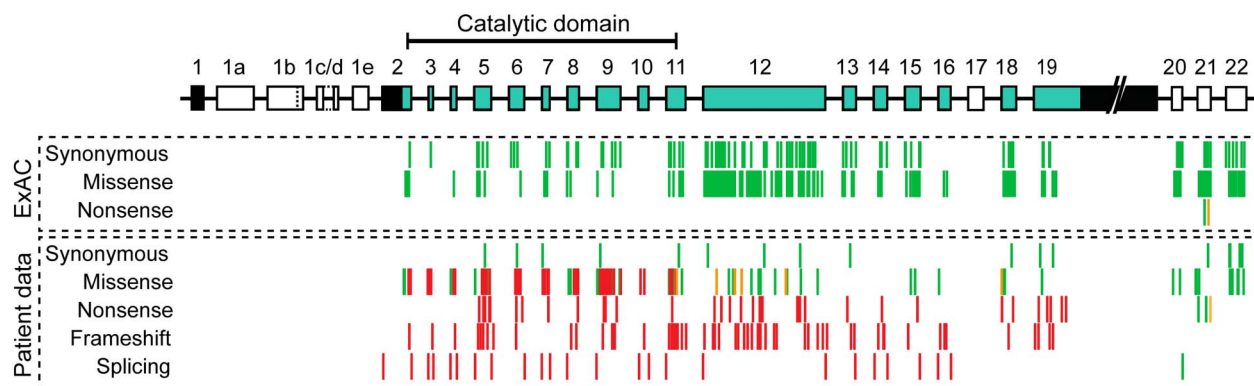 Catalytic domain
1 1a 1b 1c/d 1e 2 3 4 5 6 7 8 9 10 11 12 13 14 15 16 17 18 19 20 21 22
ExAC
Synonymous
Missense
Nonsense
Patient data
Synonymous
Missense
Nonsense
Frameshift
Splicing